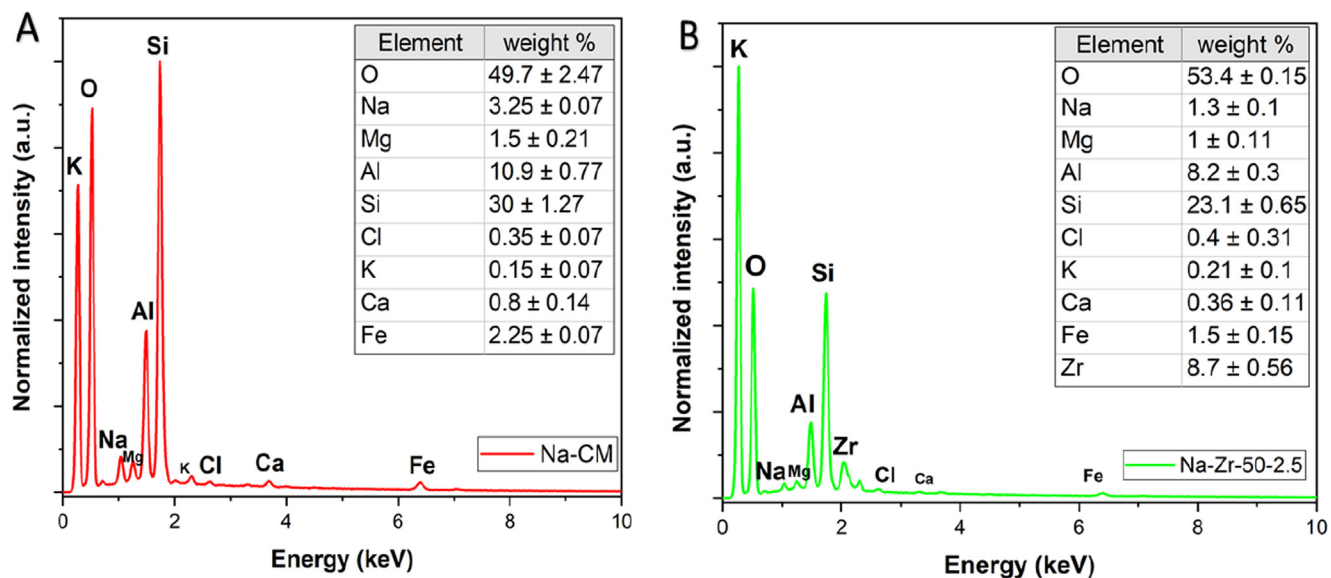 A
Normalized intensity (a.u.)
K
O
Si
Al
Na
Mg
K
Cl
Ca
Fe
Element weight %
O 49.7 ± 2.47
Na 3.25 ± 0.07
Mg 1.5 ± 0.21
Al 10.9 ± 0.77
Si 30 ± 1.27
Cl 0.35 ± 0.07
K 0.15 ± 0.07
Ca 0.8 ± 0.14
Fe 2.25 ± 0.07
Na-CM
0 2 4 6 8 10
Energy (keV)
B
Normalized intensity (a.u.)
K
O
Si
Al
Na
Mg
Zr
Cl
Ca
Fe
Element weight %
O 53.4 ± 0.15
Na 1.3 ± 0.1
Mg 1 ± 0.11
Al 8.2 ± 0.3
Si 23.1 ± 0.65
Cl 0.4 ± 0.31
K 0.21 ± 0.1
Ca 0.36 ± 0.11
Fe 1.5 ± 0.15
Zr 8.7 ± 0.56
Na-Zr-50-2.5
0 2 4 6 8 10
Energy (keV)